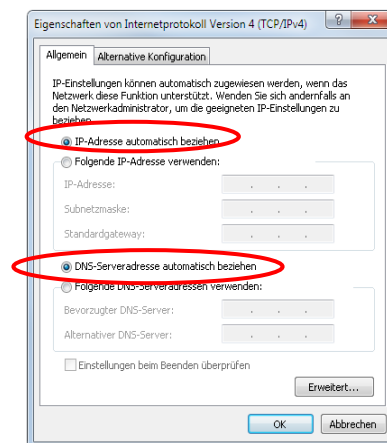 Eigenschaften von Internetprotokoll Version 4 (TCP/IPv4)
Allgemein Alternative Konfiguration
IP-Einstellungen können automatisch zugewiesen werden, wenn das
Netzwerk diese Funktion unterstützt. Wenden Sie sich andernfalls an
den Netzwerkadministrator, um die geeigneten IP-Einstellungen zu
beziehen.
IP-Adresse automatisch beziehen
Folgende IP-Adresse verwenden:
IP-Adresse:
Subnetzmaske:
Standardgateway:
DNS-Serveradresse automatisch beziehen
Folgende DNS-Serveradressen verwenden:
Bevorzugter DNS-Server:
Alternativer DNS-Server:
Einstellungen beim Beenden überprüfen
Erweitert...
OK Abbrechen